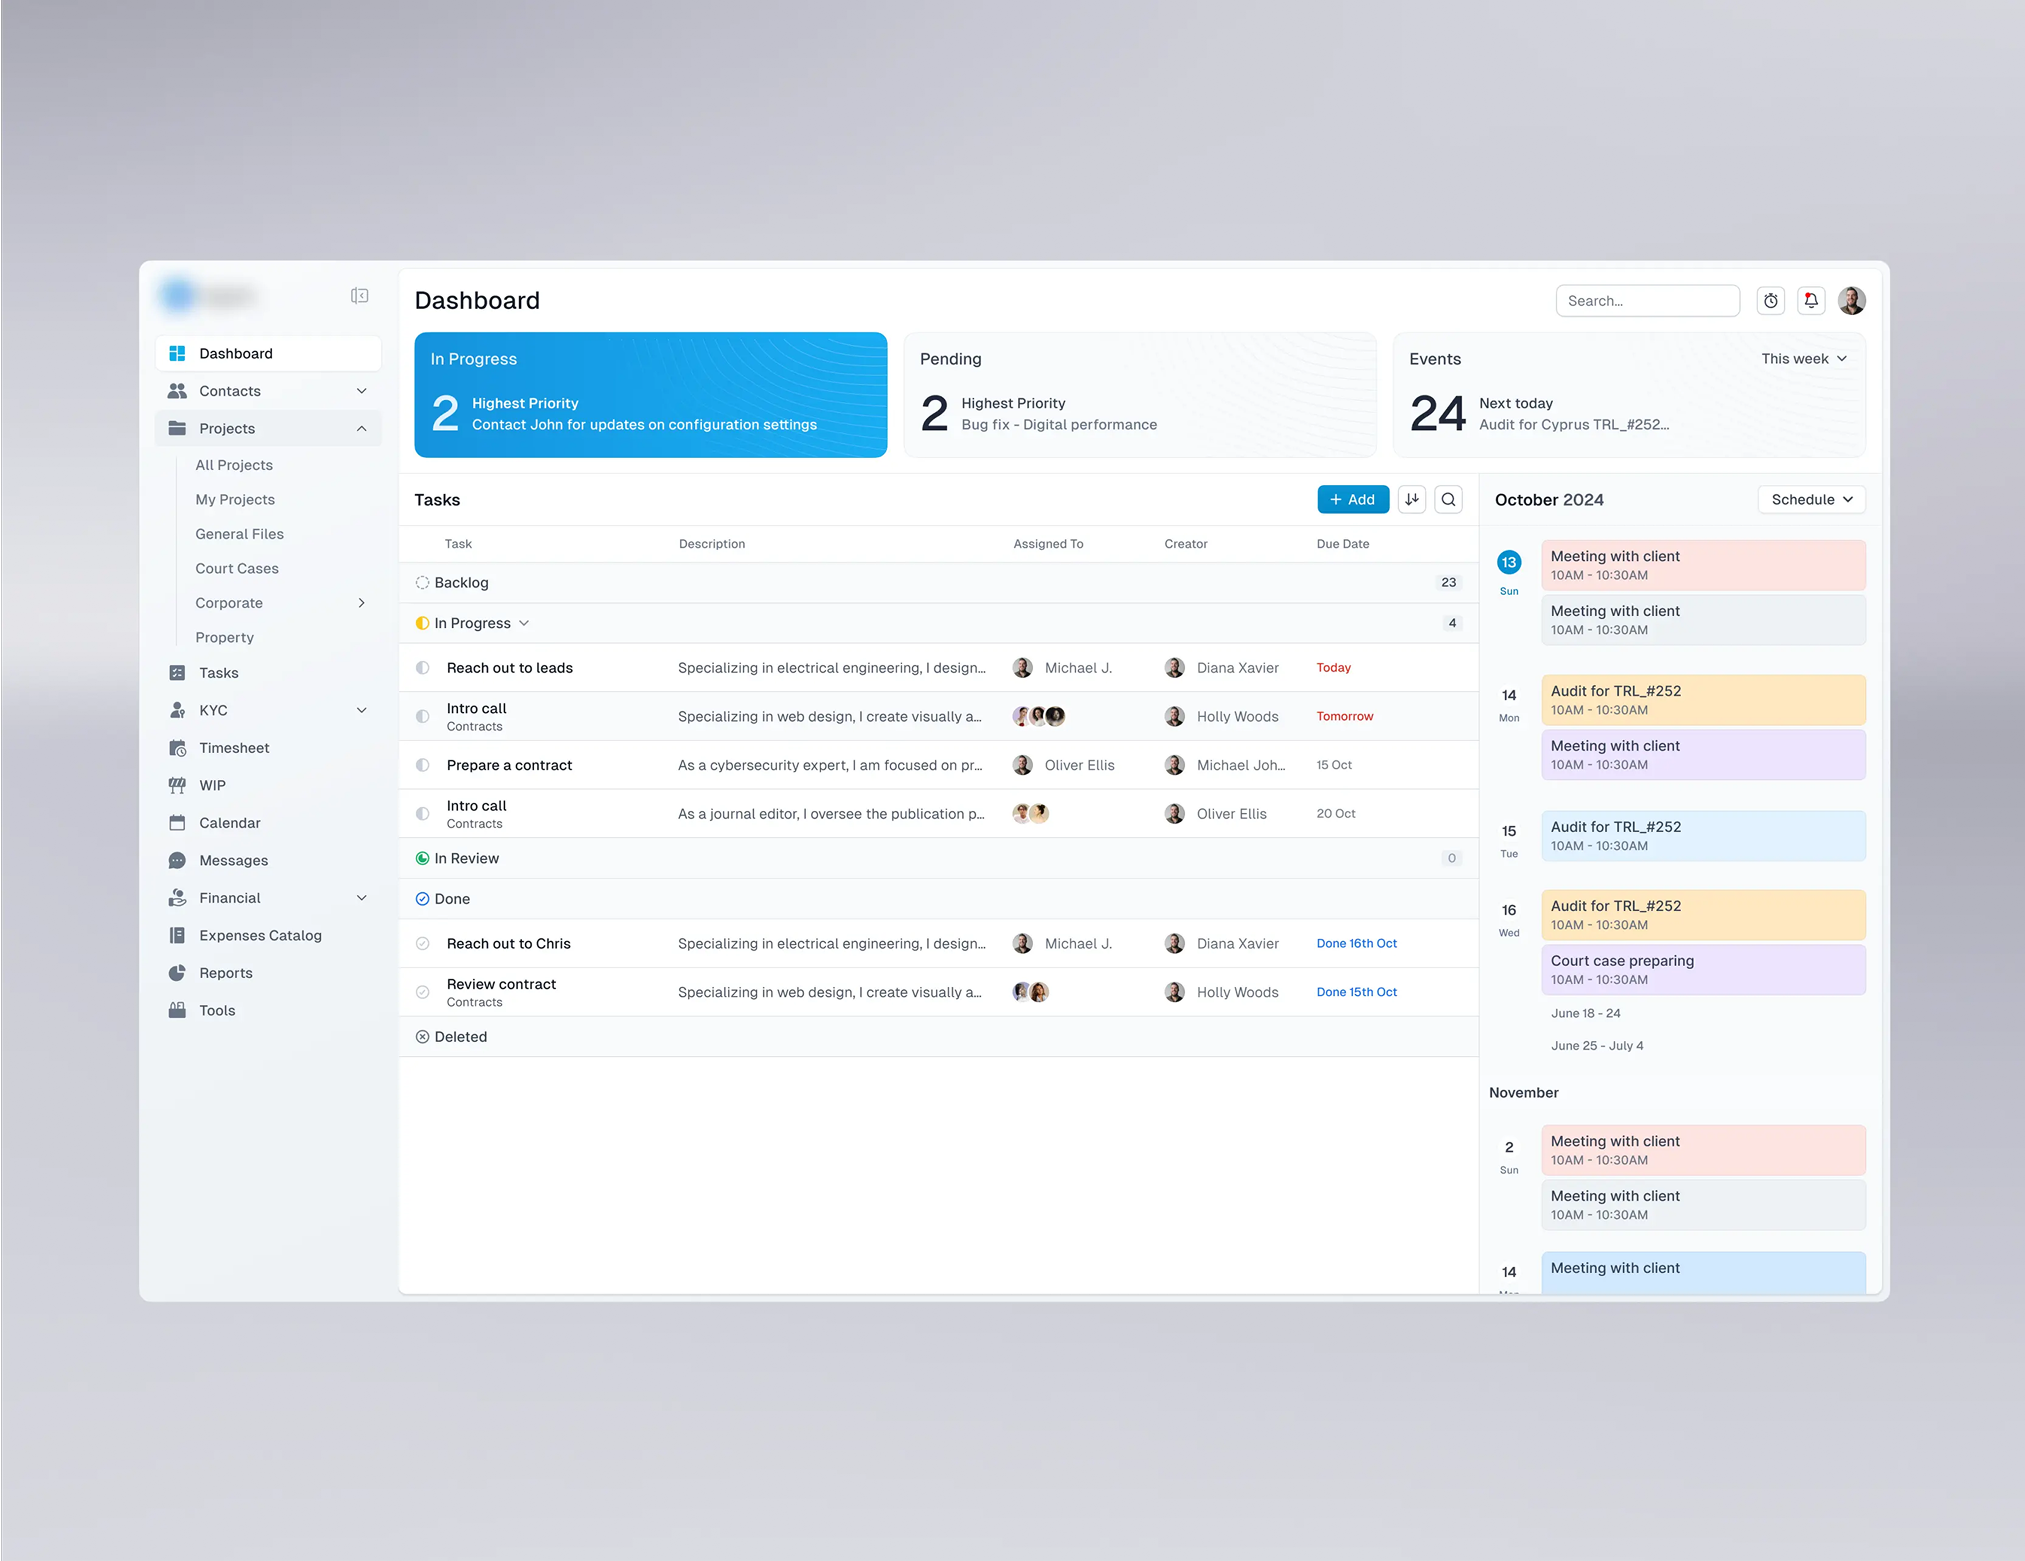 Dashboard
Contacts
Projects
All Projects
My Projects
General Files
Court Cases
Corporate
Property
Tasks
KYC
Timesheet
WIP
Calendar
Messages
Financial
Expenses Catalog
Reports
Tools
Dashboard
Search...
In Progress
2
Highest Priority
Contact John for updates on configuration settings
Pending
2
Highest Priority
Bug fix - Digital performance
Events
This week
24
Next today
Audit for Cyprus TRL_#252...
Tasks
+ Add
Task Description Assigned To Creator Due Date
Backlog 23
In Progress 4
Reach out to leads Specializing in electrical engineering, I design... Michael J. Diana Xavier Today
Intro call
Contracts
Specializing in web design, I create visually a... Holly Woods Tomorrow
Prepare a contract As a cybersecurity expert, I am focused on pr... Oliver Ellis Michael Joh... 15 Oct
Intro call
Contracts
As a journal editor, I oversee the publication p... Oliver Ellis 20 Oct
In Review 0
Done
Reach out to Chris Specializing in electrical engineering, I design... Michael J. Diana Xavier Done 16th Oct
Review contract
Contracts
Specializing in web design, I create visually a... Holly Woods Done 15th Oct
Deleted
October 2024
Schedule
13
Sun
Meeting with client
10AM - 10:30AM
Meeting with client
10AM - 10:30AM
14
Mon
Audit for TRL_#252
10AM - 10:30AM
Meeting with client
10AM - 10:30AM
15
Tue
Audit for TRL_#252
10AM - 10:30AM
16
Wed
Audit for TRL_#252
10AM - 10:30AM
Court case preparing
10AM - 10:30AM
June 18 - 24
June 25 - July 4
November
2
Sun
Meeting with client
10AM - 10:30AM
Meeting with client
10AM - 10:30AM
14
Meeting with client